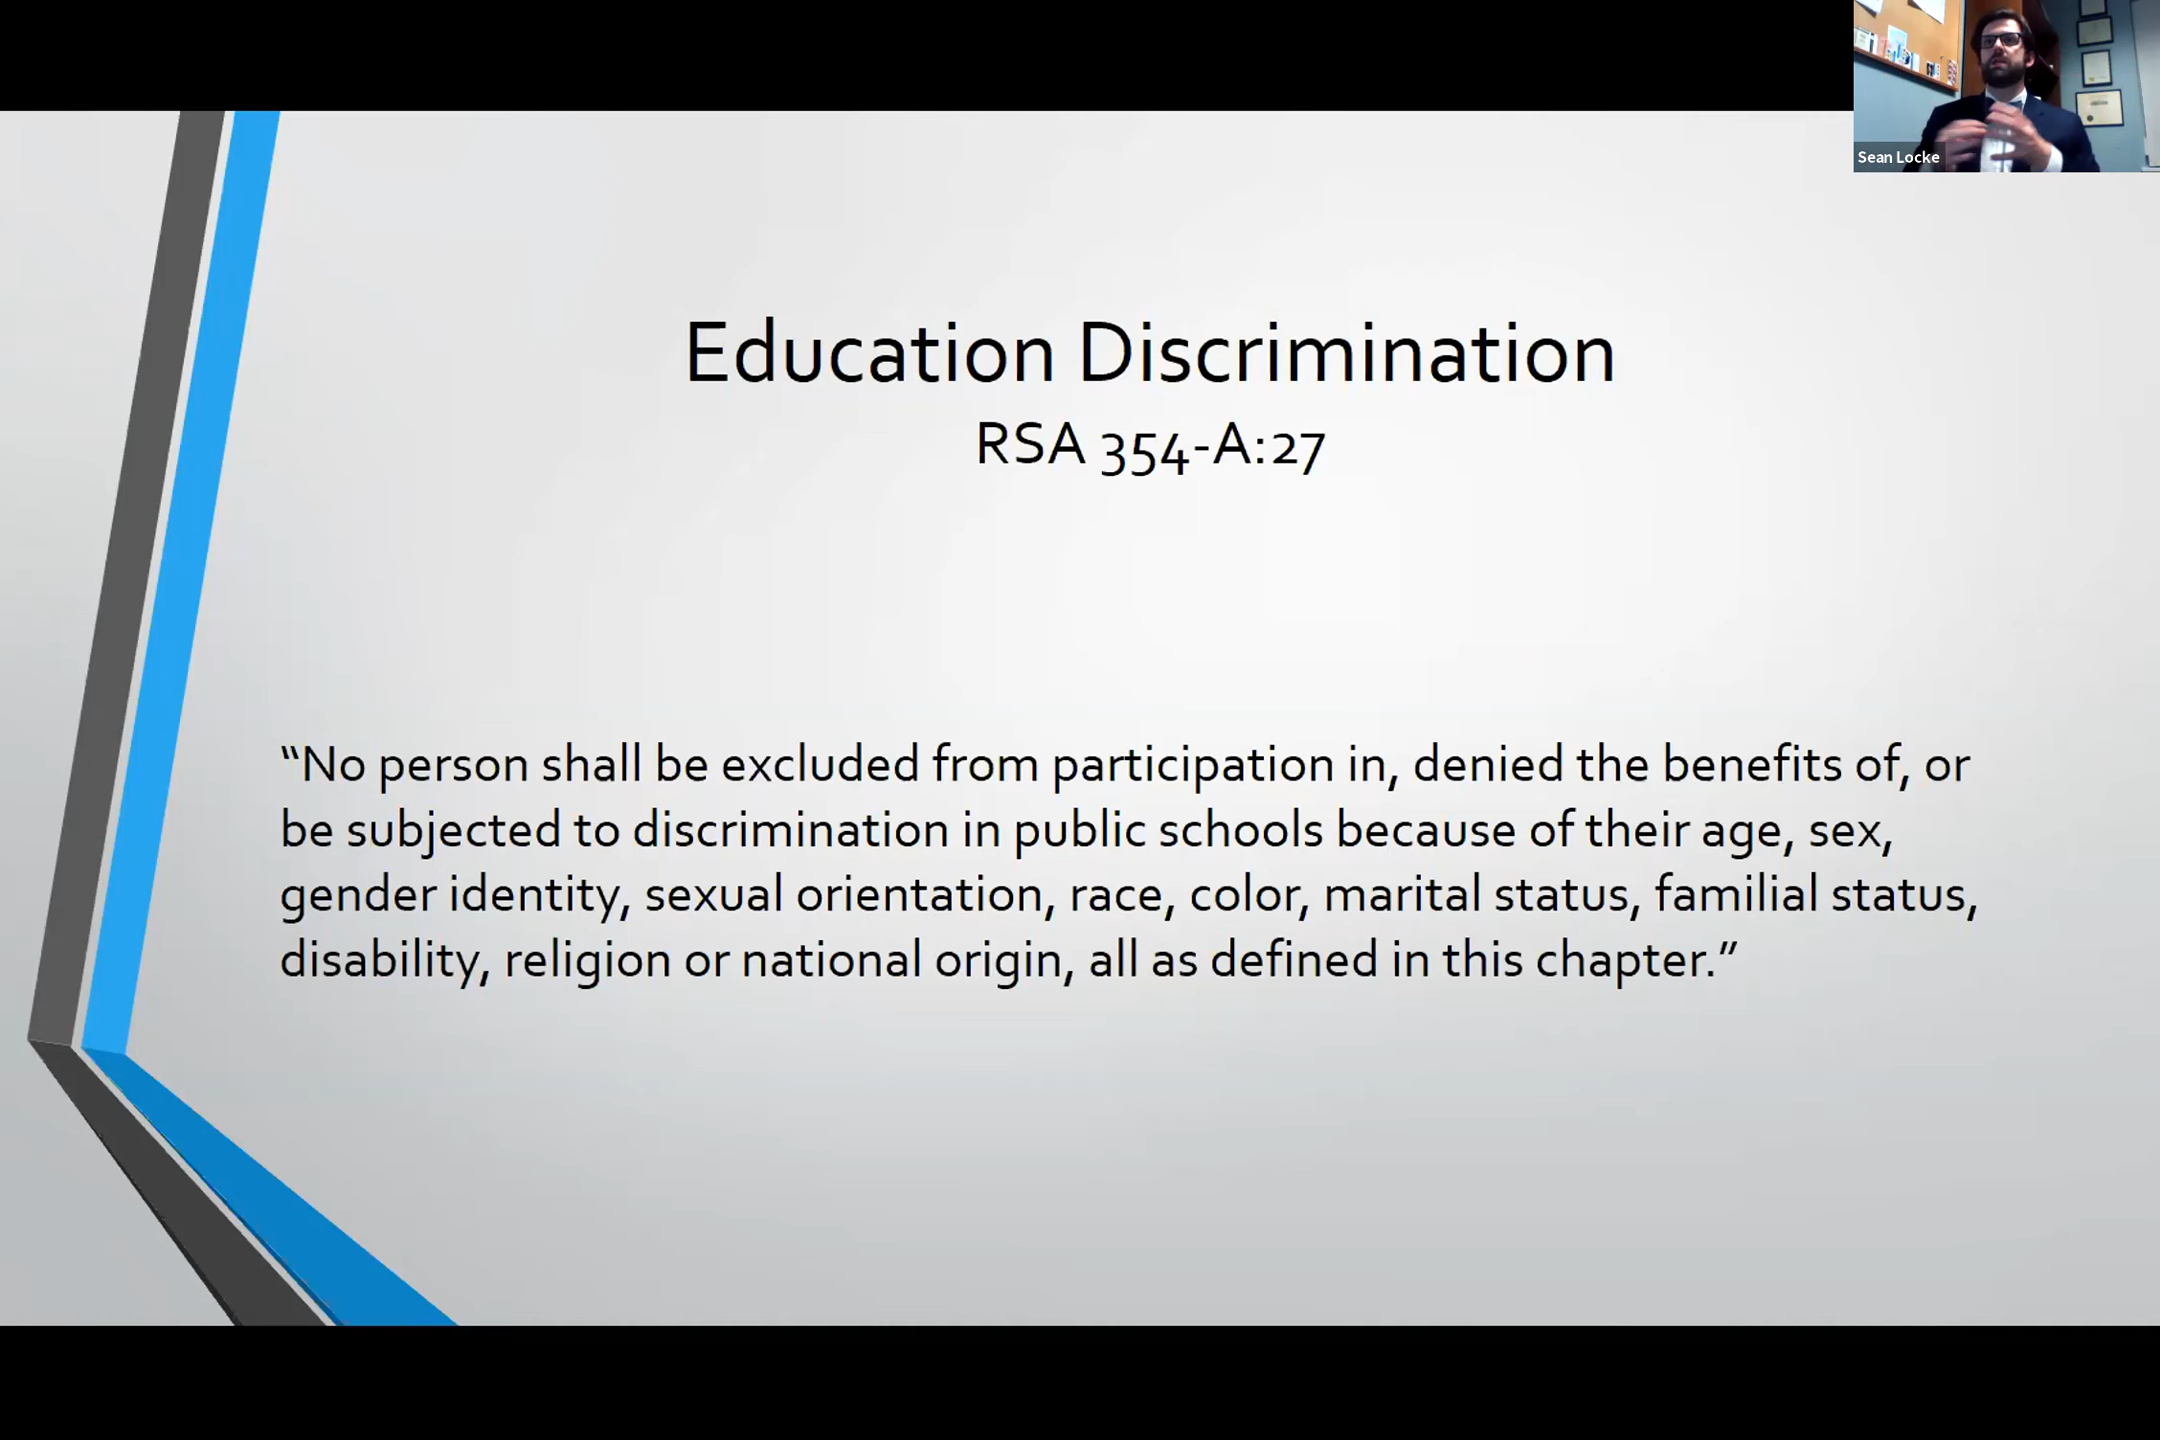 Sean Locke
Education Discrimination
RSA 354-A:27
“No person shall be excluded from participation in, denied the benefits of, or
be subjected to discrimination in public schools because of their age, sex,
gender identity, sexual orientation, race, color, marital status, familial status,
disability, religion or national origin, all as defined in this chapter.”